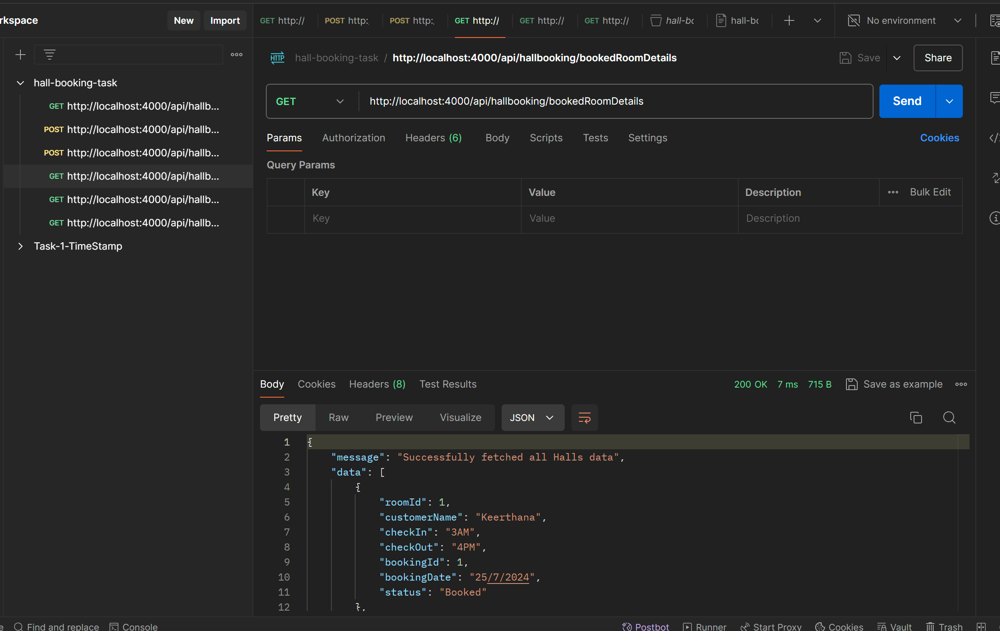 rkspace New Import GET http:// POST http: POST http: GET http:// GET http:// GET http:// hall-bo hall-bo No environment
HTTP hall-booking-task / http://localhost:4000/api/hallbooking/bookedRoomDetails Save Share
hall-booking-task
GET http://localhost:4000/api/hallb...
POST http://localhost:4000/api/hallb...
POST http://localhost:4000/api/hallb...
GET http://localhost:4000/api/hallb...
GET http://localhost:4000/api/hallb...
GET http://localhost:4000/api/hallb...
Task-1-TimeStamp
GET http://localhost:4000/api/hallbooking/bookedRoomDetails Send
Params Authorization Headers (6) Body Scripts Tests Settings Cookies
Query Params
Key Value Description Bulk Edit
Key Value Description
Body Cookies Headers (8) Test Results 200 OK 7 ms 715 B Save as example
Pretty Raw Preview Visualize JSON
1 {
2 "message": "Successfully fetched all Halls data",
3 "data": [
4 {
5 "roomId": 1,
6 "customerName": "Keerthana",
7 "checkIn": "3AM",
8 "checkOut": "4PM",
9 "bookingId": 1,
10 "bookingDate": "25/7/2024",
11 "status": "Booked"
12 },
e Find and replace Console Postbot Runner Start Proxy Cookies Vault Trash